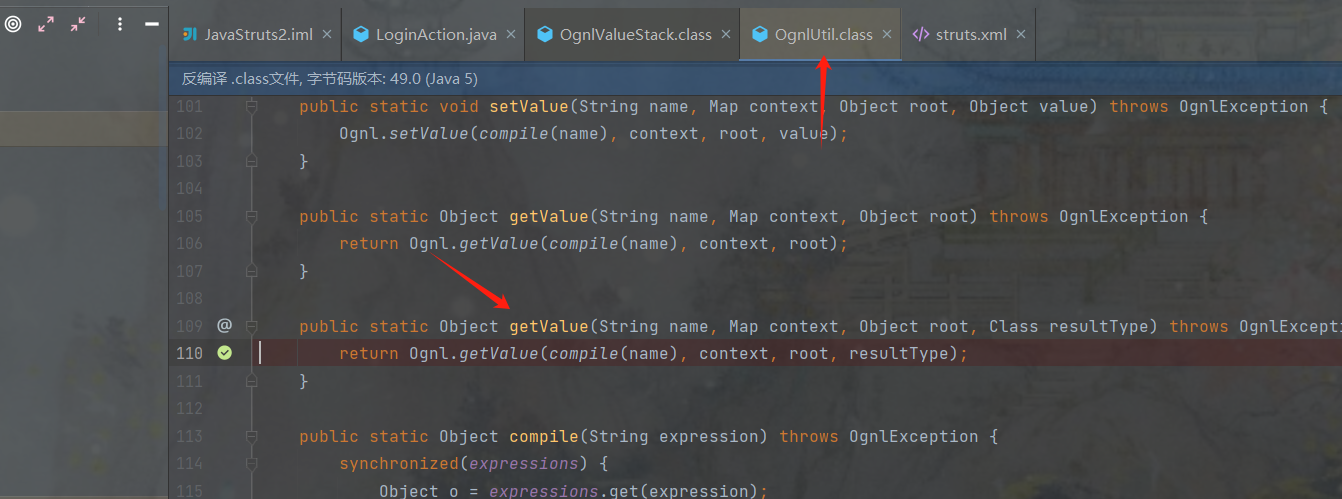 JavaStruts2.iml × LoginAction.java × OgnlValueStack.class × OgnlUtil.class × </> struts.xml ×
反编译 .class文件, 字节码版本: 49.0 (Java 5)
101 public static void setValue(String name, Map context, Object root, Object value) throws OgnlException {
102 Ognl.setValue(compile(name), context, root, value);
103 }
104
105 public static Object getValue(String name, Map context, Object root) throws OgnlException {
106 return Ognl.getValue(compile(name), context, root);
107 }
108
109 @ public static Object getValue(String name, Map context, Object root, Class resultType) throws OgnlExcepti
110 return Ognl.getValue(compile(name), context, root, resultType);
111 }
112
113 public static Object compile(String expression) throws OgnlException {
114 synchronized(expressions) {
115 Object o = expressions.get(expression);